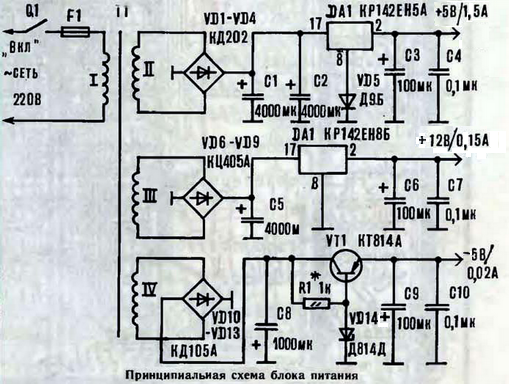 Q1
F1
T1
„Вкл"
~СЕТЬ
220В
I
II
VD1-VD4
КД202
+
C1
4000мк
+
C2
4000мк
DA1 КР142ЕН5А
17
2
8
VD5
Д9Б
+
C3
100мк
C4
0,1мк
+5В/1,5А
III
VD6-VD9
КЦ405А
+
C5
4000м
DA1 КР142ЕН8Б
17
2
8
+
C6
100мк
C7
0,1мк
+12В/0,15А
IV
VD10
-VD13
КД105А
C8
+
1000мк
VT1 КТ814А
*
R1 1к
VD14
Д814Д
C9
+
100мк
C10
0,1мк
-5В/
0,02А
Принципиальная схема блока питания